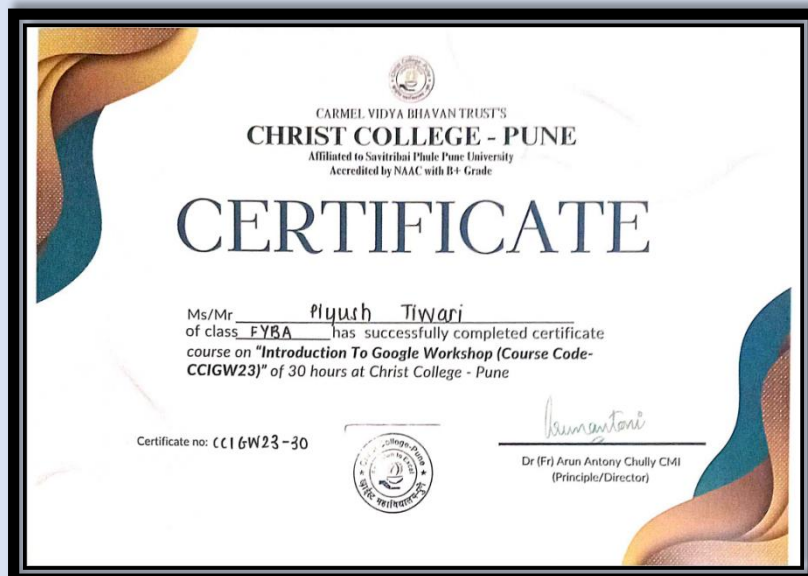 CARMEL VIDYA BHAVAN TRUST'S
CHRIST COLLEGE - PUNE
Affiliated to Savitribai Phule Pune University
Accredited by NAAC with B+ Grade
CERTIFICATE
Ms/Mr Piyush Tiwari
of class FYBA has successfully completed certificate
course on "Introduction To Google Workshop (Course Code-
CCIGW23)" of 30 hours at Christ College - Pune
Certificate no: CCIGW23-30
Dr (Fr) Arun Antony Chully CMI
(Principle/Director)